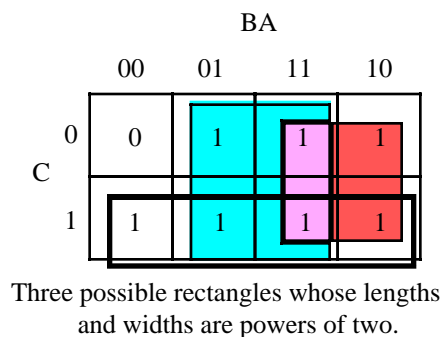 BA
00 01 11 10
0 0 1 1 1
C
1 1 1 1 1
Three possible rectangles whose lengths
and widths are powers of two.